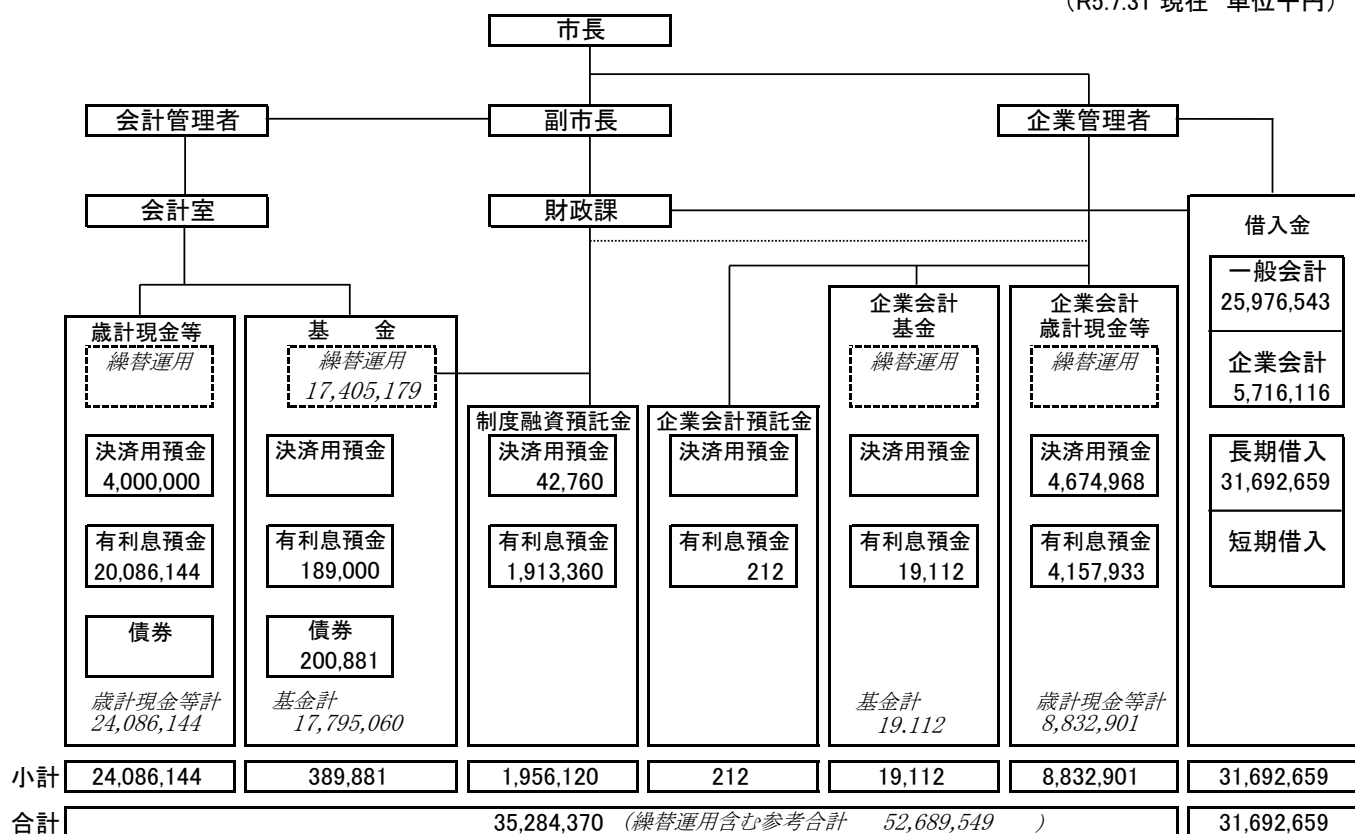 （R5.7.31 現在　単位千円）
市長
会計管理者
副市長
企業管理者
会計室
財政課
借入金
一般会計
25,976,543
企業会計
5,716,116
長期借入
31,692,659
短期借入
歳計現金等
繰替運用
決済用預金
4,000,000
有利息預金
20,086,144
債券
歳計現金等計
24,086,144
基　　金
繰替運用
17,405,179
決済用預金
有利息預金
189,000
債券
200,881
基金計
17,795,060
制度融資預託金
決済用預金
42,760
有利息預金
1,913,360
企業会計預託金
決済用預金
有利息預金
212
企業会計
基金
繰替運用
決済用預金
有利息預金
19,112
基金計
19.112
企業会計
歳計現金等
繰替運用
決済用預金
4,674,968
有利息預金
4,157,933
歳計現金等計
8,832,901
小計 24,086,144 389,881 1,956,120 212 19,112 8,832,901 31,692,659
合計 35,284,370 （繰替運用含む参考合計　52,689,549　） 31,692,659